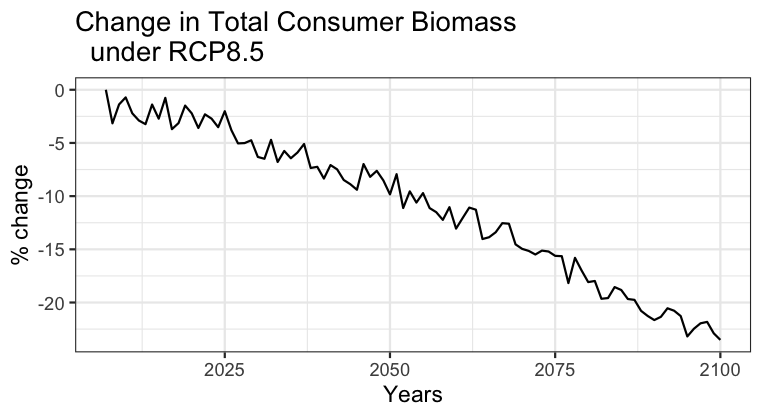 Change in Total Consumer Biomass
under RCP8.5
0
-5
-10
-15
-20
% change
2025
2050
2075
2100
Years